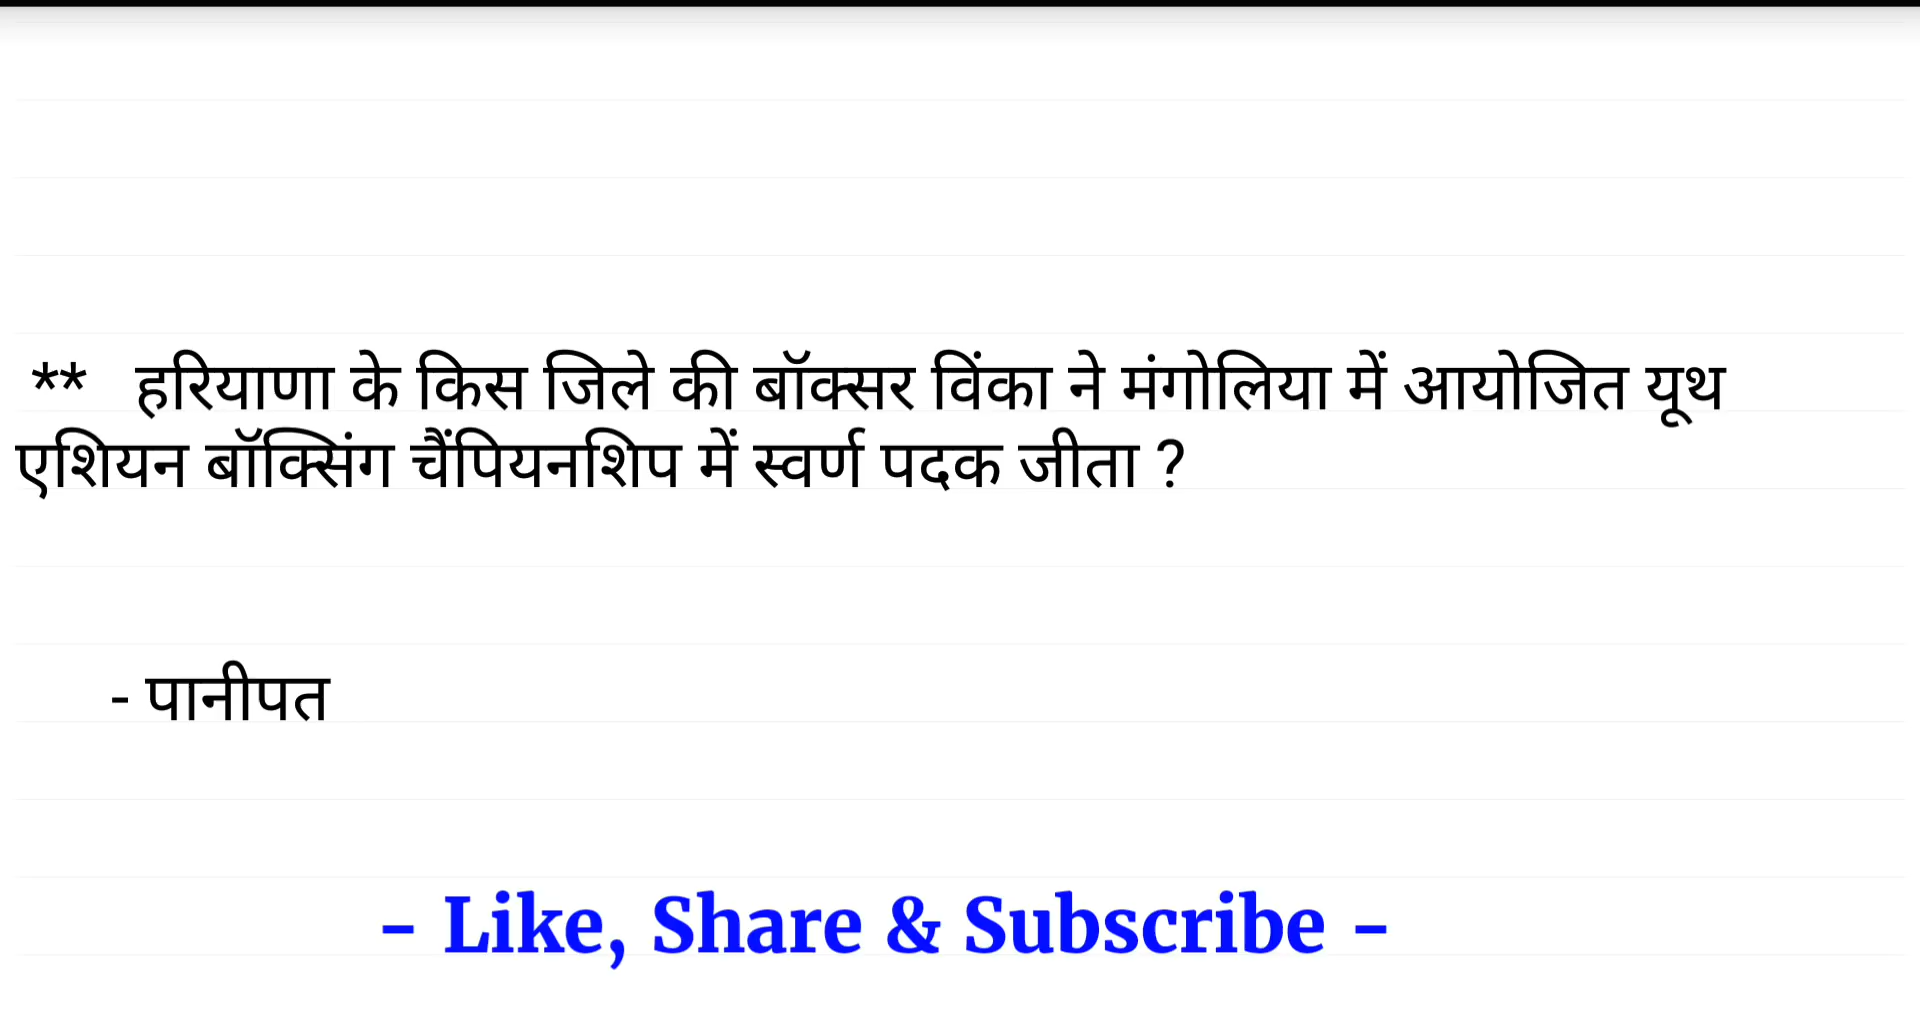 ** हरियाणा के किस जिले की बॉक्सर विंका ने मंगोलिया में आयोजित यूथ
एशियन बॉक्सिंग चैंपियनशिप में स्वर्ण पदक जीता ?
- पानीपत
- Like, Share & Subscribe -